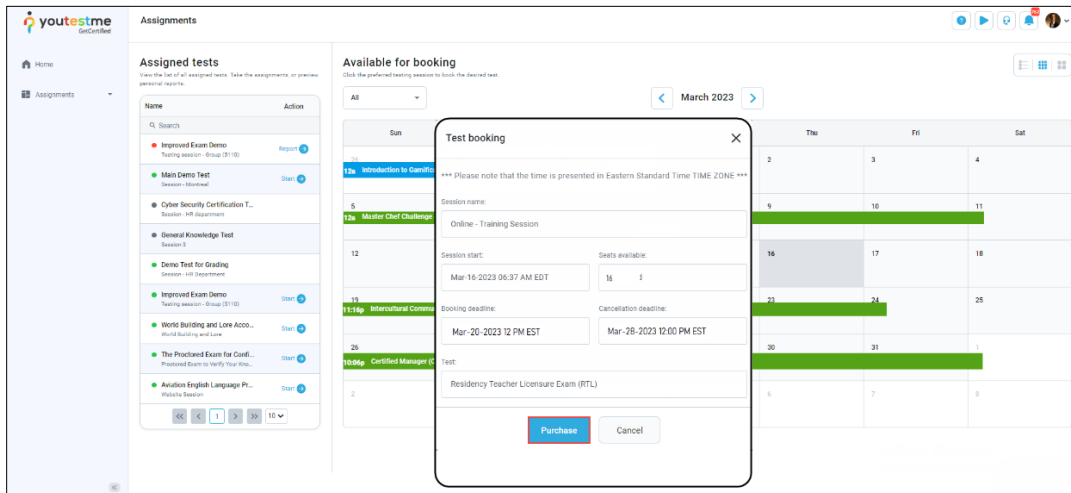 youtestme
GetCertified
Assignments
Home
Assignments
Assigned tests
View the list of all assigned tests. Take the assignments, or preview
personal reports.
Name Action
Search
Improved Exam Demo
Testing session - Group (5110)
Report
Main Demo Test
Session - Montreal
Start
Cyber Security Certification T...
Session - HR department
General Knowledge Test
Session 5
Demo Test for Grading
Session - HR Department
Improved Exam Demo
Testing session - Group (5110)
Start
World Building and Lore Acco...
World Building and Lore
Start
The Proctored Exam for Confi...
Proctored Exam to Verify Your Kno...
Start
Aviation English Language Pr...
Website Session
Start
<< < 1 > >> 10
Available for booking
Click the preferred testing session to book the desired test.
All
March 2023
Sun Thu Fri Sat
2 3 4
12a Introduction to Gamific
5 9 10 11
12a Master Chef Challenge
12 16 17 18
19 23 24 25
11:16p Intercultural Commu
26 30 31 1
10:06p Certified Manager (C
2 6 7 8
Test booking
*** Please note that the time is presented in Eastern Standard Time TIME ZONE ***
Session name:
Online - Training Session
Session start: Seats available:
Mar-16-2023 06:37 AM EDT 16
Booking deadline: Cancellation deadline:
Mar-20-2023 12 PM EST Mar-28-2023 12:00 PM EST
Test:
Residency Teacher Licensure Exam (RTL)
Purchase Cancel